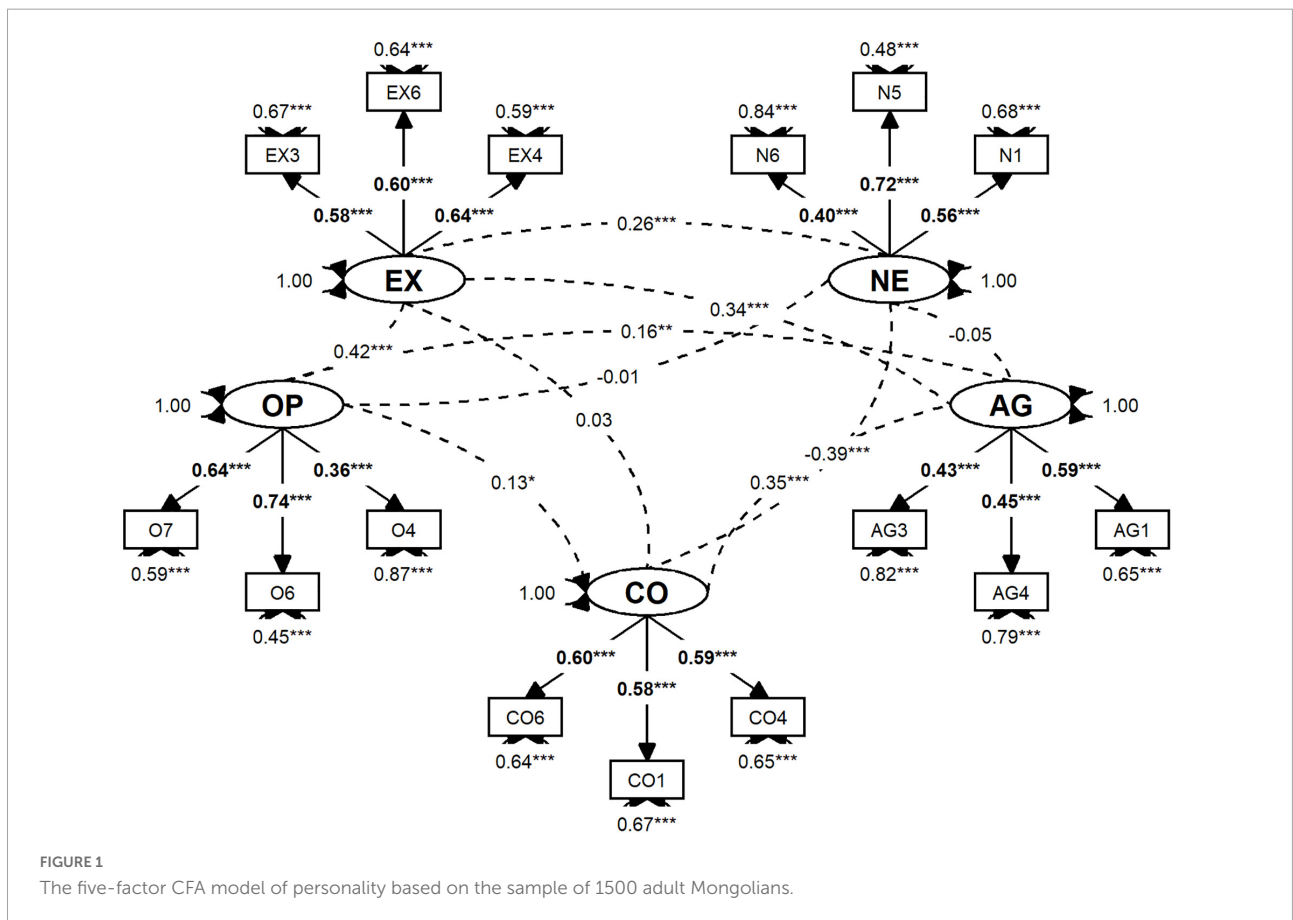 0.64*** 0.48***
EX6 N5
0.67*** 0.59*** 0.84*** 0.68***
EX3 EX4 N6 N1
0.60*** 0.72***
0.58*** 0.64*** 0.40*** 0.56***
0.26***
1.00 EX NE 1.00
0.34***
0.16** -0.05
0.42***
-0.01
1.00 OP AG 1.00
0.03
-0.39***
0.64*** 0.36*** 0.43*** 0.59***
0.13* 0.35***
0.74*** 0.45***
O7 O4 AG3 AG1
0.59*** 0.87*** 0.82*** 0.65***
O6 1.00 CO AG4
0.45*** 0.79***
0.60*** 0.59***
0.58***
CO6 CO4
0.64*** 0.65***
CO1
0.67***
FIGURE 1
The five-factor CFA model of personality based on the sample of 1500 adult Mongolians.